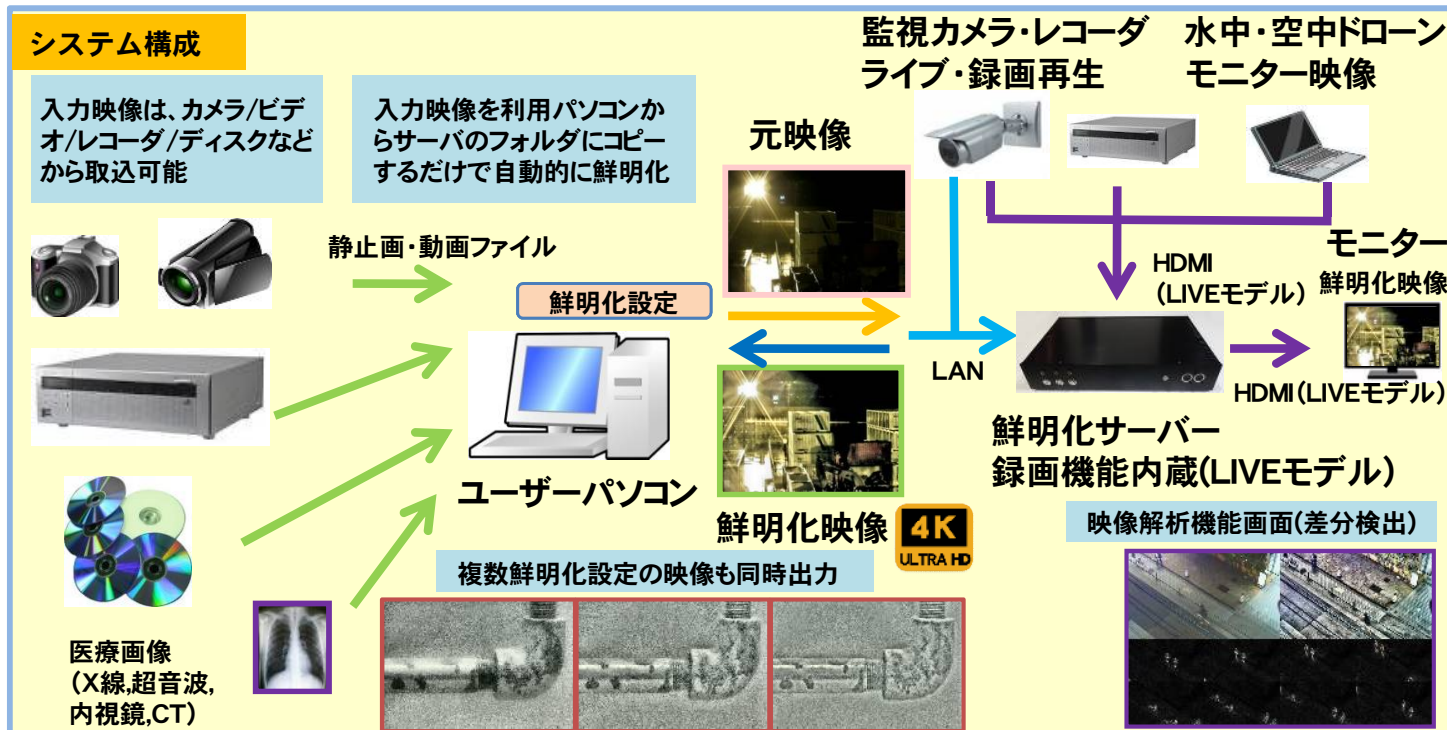 システム構成
入力映像は、カメラ/ビデ
オ/レコーダ/ディスクなど
から取込可能
入力映像を利用パソコンか
らサーバのフォルダにコピー
するだけで自動的に鮮明化
元映像
監視カメラ・レコーダ
ライブ・録画再生
水中・空中ドローン
モニター映像
静止画・動画ファイル
鮮明化設定
HDMI
(LIVEモデル)
モニター
鮮明化映像
LAN
HDMI(LIVEモデル)
ユーザーパソコン
鮮明化サーバー
録画機能内蔵(LIVEモデル)
鮮明化映像
4K
ULTRA HD
映像解析機能画面(差分検出)
複数鮮明化設定の映像も同時出力
医療画像
(X線,超音波,
内視鏡,CT)